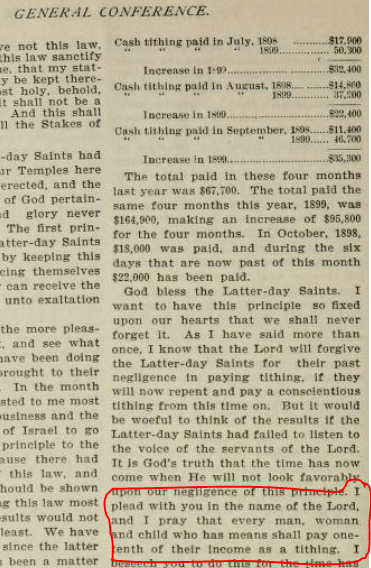 GENERAL CONFERENCE.
ve not this law,
this law sanctify
ne, that my stat-
ay be kept there-
ost holy, behold,
it shall not be a
And this shall
ll the Stakes of
-day Saints had
ur Temples here
erected, and the
of God pertain-
nd glory never
The first prin-
atter-day Saints
by keeping this
cing themselves
can receive the
unto exaltation
the more pleas-
, and see what
have been doing
rought to their
In the month
sted to me most
usiness and the
of Israel to go
principle to the
ause there had
this law, and
hould be shown
ng this law most
sults would not
least. We have
since the latter
been a matter
Cash tithing paid in July, 1898 ..........$17,900
" " " " 1899.......... 50,300
Increase in 1899....................$32,400
Cash tithing paid in August, 1898.... ....$14,800
" " " " 1899........ 37,200
Increase in 1899....................$22,400
Cash tithing paid in September, 1898......$11,400
" " " " 1899..... 46,700
Increase in 1899....................$35,300
The total paid in these four months
last year was $67,700. The total paid the
same four months this year, 1899, was
$164,900, making an increase of $95,800
for the four months. In October, 1898,
$18,000 was paid, and during the six
days that are now past of this month
$22,000 has been paid.
God bless the Latter-day Saints. I
want to have this principle so fixed
upon our hearts that we shall never
forget it. As I have said more than
once, I know that the Lord will forgive
the Latter-day Saints for their past
negligence in paying tithing, if they
will now repent and pay a conscientious
tithing from this time on. But it would
be woeful to think of the results if the
Latter-day Saints had failed to listen to
the voice of the servants of the Lord.
It is God's truth that the time has now
come when He will not look favorably
upon our negligence of this principle. I
plead with you in the name of the Lord,
and I pray that every man, woman
and child who has means shall pay one-
tenth of their income as a tithing. I
beseech you to do this for the time has